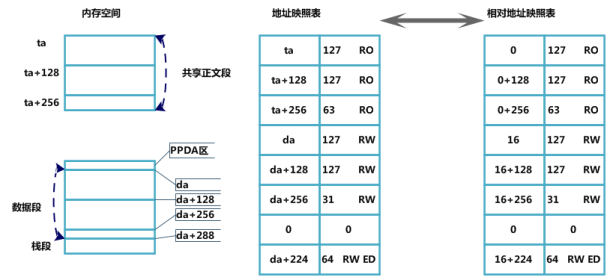 内存空间
地址映照表
相对地址映照表
ta
ta+128
ta+256
共享正文段
PPDA区
da
da+128
da+256
da+288
数据段
栈段
ta 127 RO
ta+128 127 RO
ta+256 63 RO
da 127 RW
da+128 127 RW
da+256 31 RW
0 0
da+224 64 RW ED
0 127 RO
0+128 127 RO
0+256 63 RO
16 127 RW
16+128 127 RW
16+256 31 RW
0 0
16+224 64 RW ED